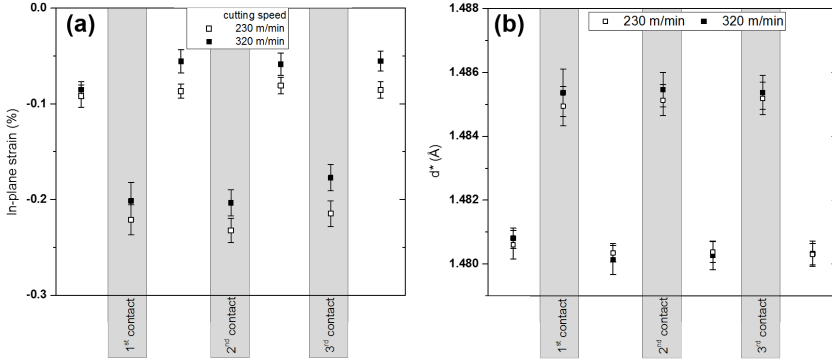 (a)
cutting speed
230 m/min
320 m/min
In-plane strain (%)
0.0
-0.1
-0.2
-0.3
1st contact
2nd contact
3rd contact
(b)
230 m/min
320 m/min
d* (Å)
1.488
1.486
1.484
1.482
1.480
1st contact
2nd contact
3rd contact